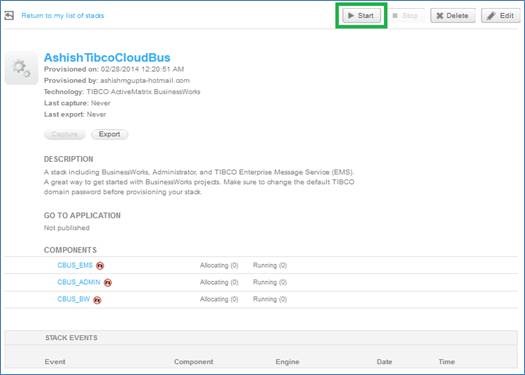 Return to my list of stacks
Start
Stop
Delete
Edit
AshishTibcoCloudBus
Provisioned on: 02/28/2014 12:20:51 AM
Provisioned by: ashishmgupta-hotmail.com
Technology: TIBCO ActiveMatrix BusinessWorks
Last capture: Never
Last export: Never
Capture
Export
DESCRIPTION
A stack including BusinessWorks, Administrator, and TIBCO Enterprise Message Service (EMS).
A great way to get started with BusinessWorks projects. Make sure to change the default TIBCO
domain password before provisioning your stack.
GO TO APPLICATION
Not published
COMPONENTS
CBUS_EMS Allocating (0) Running (0)
CBUS_ADMIN Allocating (0) Running (0)
CBUS_BW Allocating (0) Running (0)
STACK EVENTS
Event Component Engine Date Time